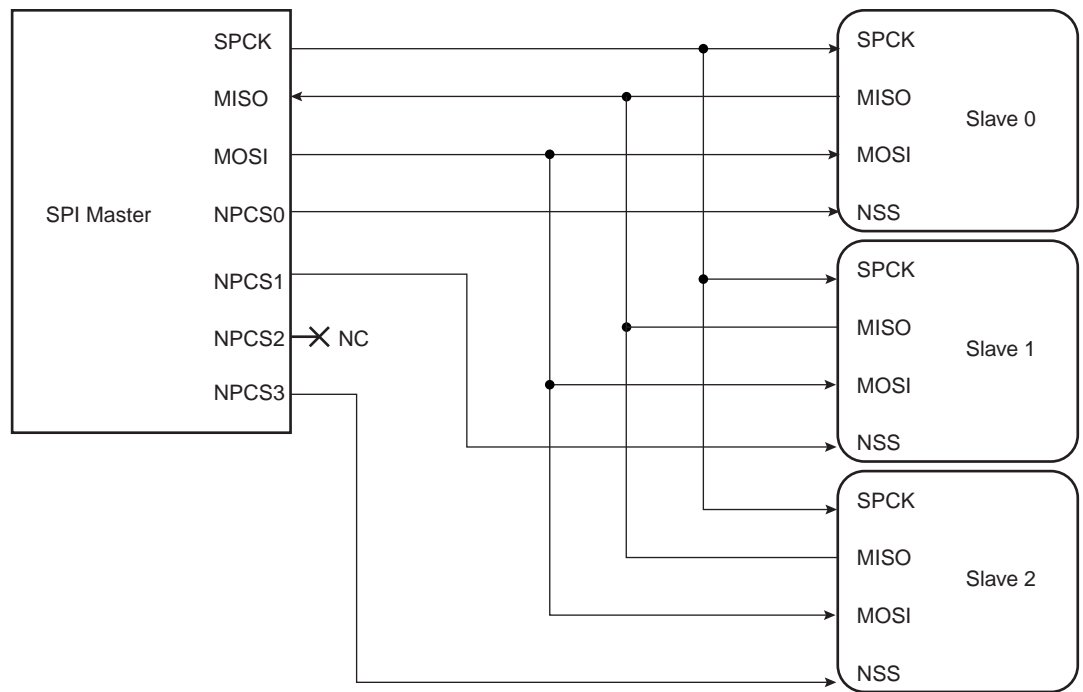 SPI Master
SPCK
MISO
MOSI
NPCS0
NPCS1
NPCS2
NC
NPCS3
SPCK
MISO
Slave 0
MOSI
NSS
SPCK
MISO
Slave 1
MOSI
NSS
SPCK
MISO
Slave 2
MOSI
NSS